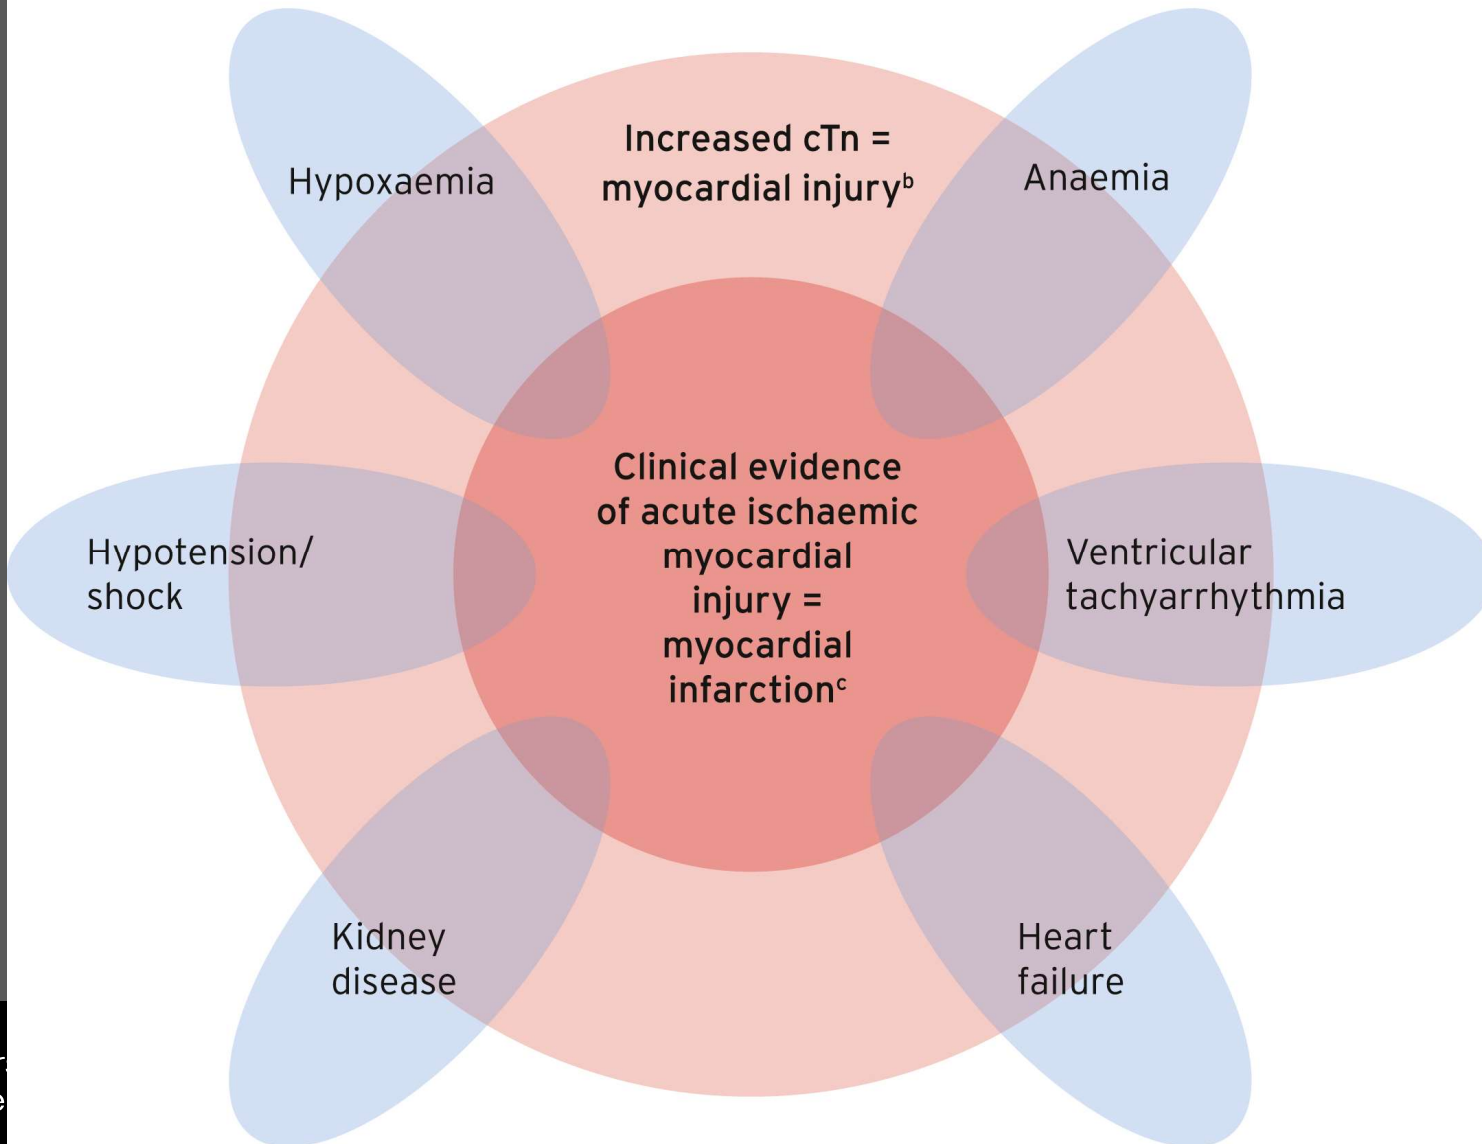 Increased cTn =
myocardial injuryᵇ
Hypoxaemia
Anaemia
Clinical evidence
of acute ischaemic
myocardial
injury =
myocardial
infarctionᶜ
Hypotension/
shock
Ventricular
tachyarrhythmia
Kidney
disease
Heart
failure